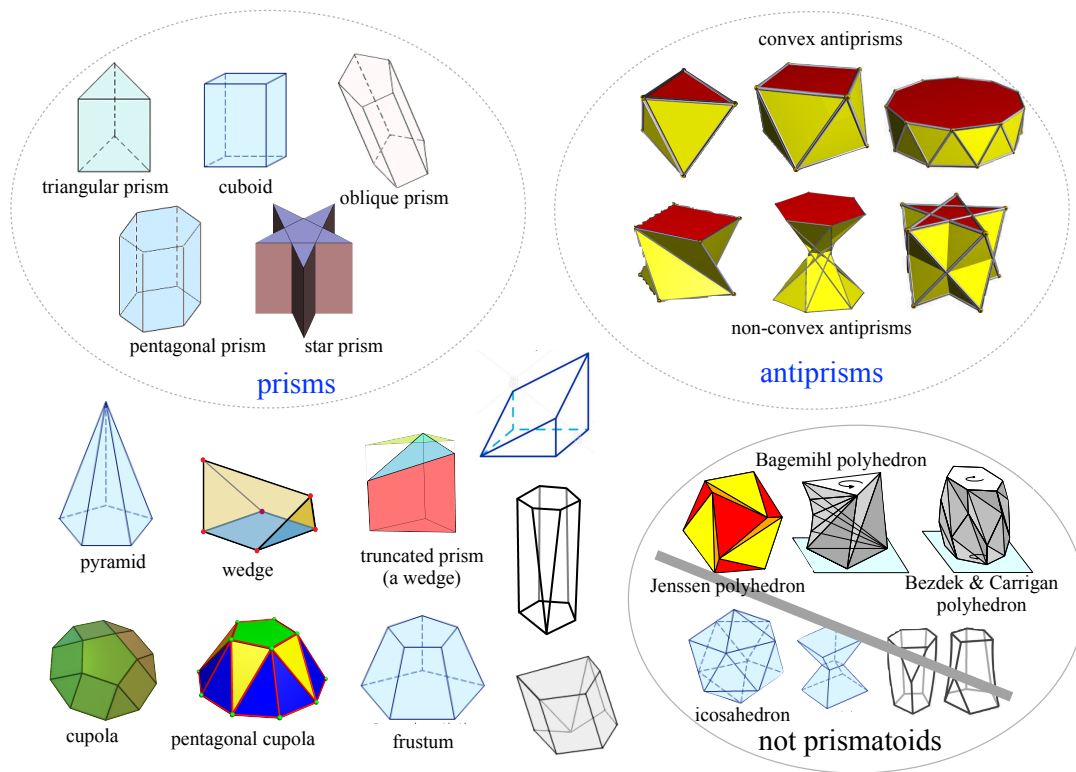 convex antiprisms
triangular prism
cuboid
oblique prism
pentagonal prism
star prism
prisms
non-convex antiprisms
antiprisms
pyramid
wedge
truncated prism
(a wedge)
Bagemihl polyhedron
Jenssen polyhedron
Bezdek & Carrigan
polyhedron
cupola
pentagonal cupola
frustum
icosahedron
not prismatoids